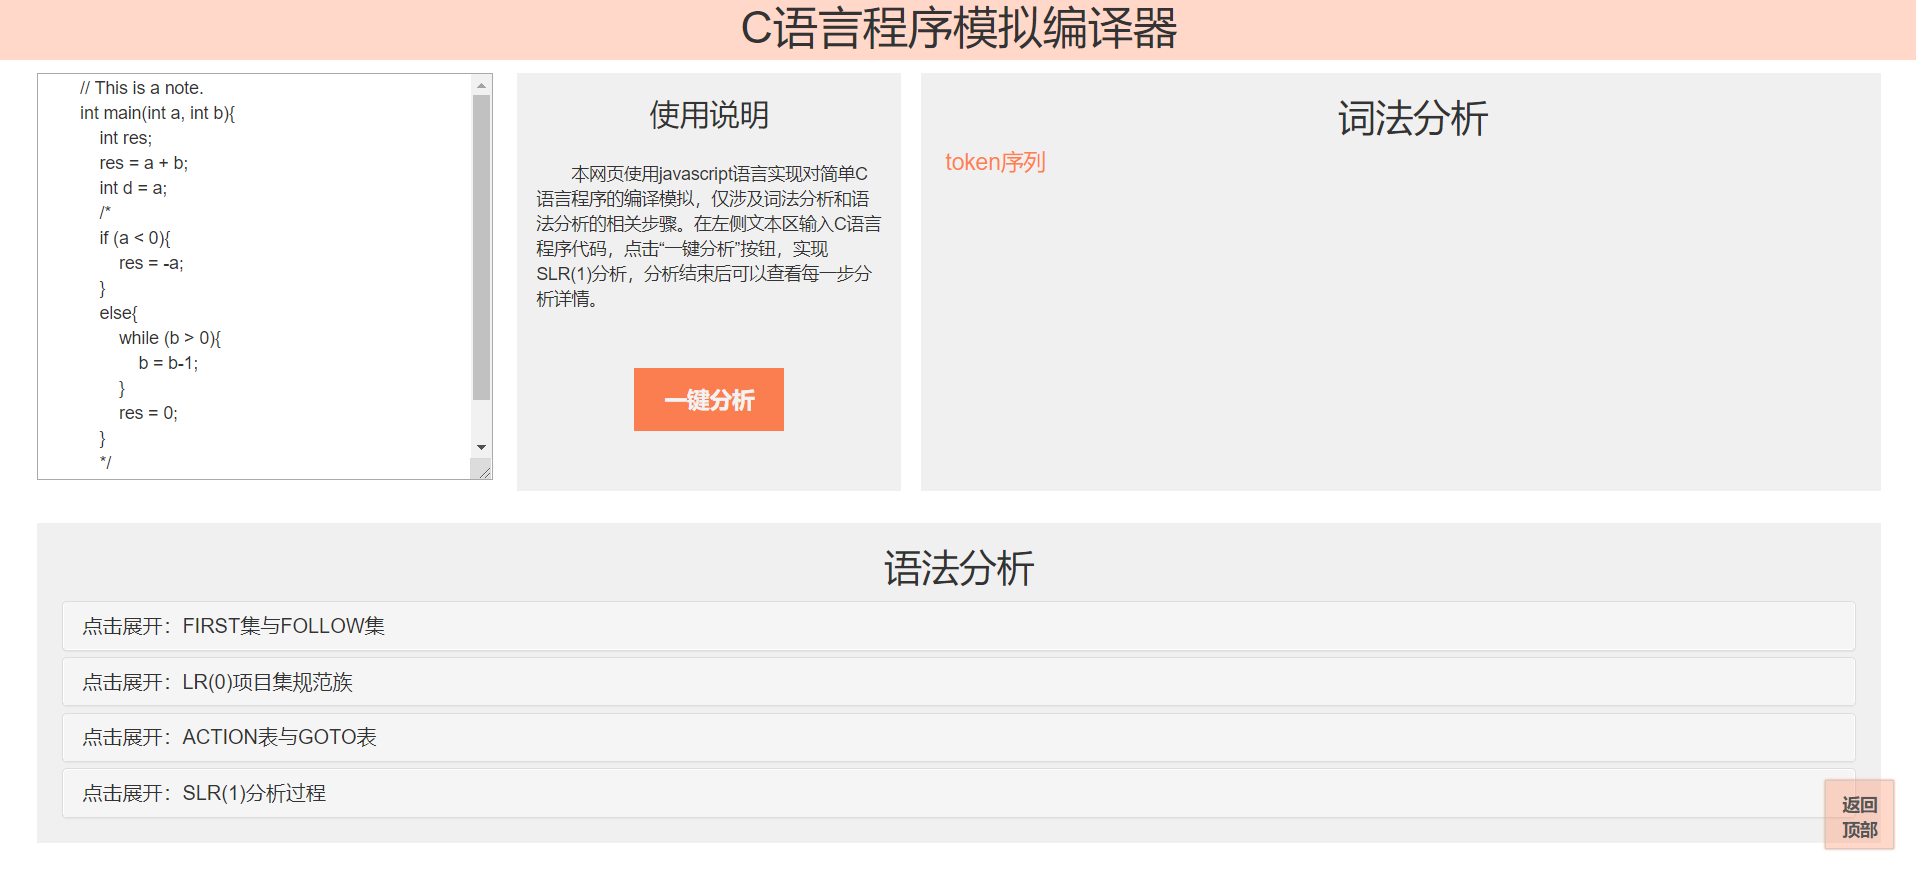 C语言程序模拟编译器
// This is a note.
int main(int a, int b){
int res;
res = a + b;
int d = a;
/*
if (a < 0){
res = -a;
}
else{
while (b > 0){
b = b-1;
}
res = 0;
}
*/
使用说明
本网页使用javascript语言实现对简单C
语言程序的编译模拟，仅涉及词法分析和语
法分析的相关步骤。在左侧文本区输入C语言
程序代码，点击“一键分析”按钮，实现
SLR(1)分析，分析结束后可以查看每一步分
析详情。
一键分析
词法分析
token序列
语法分析
点击展开：FIRST集与FOLLOW集
点击展开：LR(0)项目集规范族
点击展开：ACTION表与GOTO表
点击展开：SLR(1)分析过程
返回
顶部